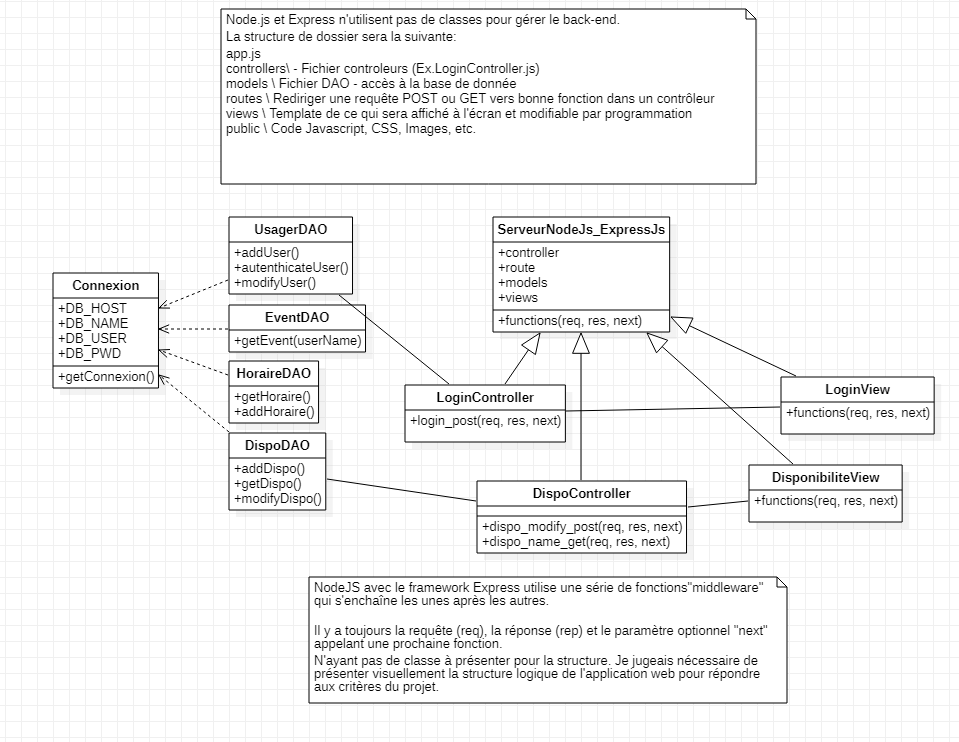 Node.js et Express n'utilisent pas de classes pour gérer le back-end.
La structure de dossier sera la suivante:
app.js
controllers\ - Fichier controleurs (Ex.LoginController.js)
models \ Fichier DAO - accès à la base de donnée
routes \ Rediriger une requête POST ou GET vers bonne fonction dans un contrôleur
views \ Template de ce qui sera affiché à l'écran et modifiable par programmation
public \ Code Javascript, CSS, Images, etc.
Connexion
+DB_HOST
+DB_NAME
+DB_USER
+DB_PWD
+getConnexion()
UsagerDAO
+addUser()
+autenthicateUser()
+modifyUser()
EventDAO
+getEvent(userName)
HoraireDAO
+getHoraire()
+addHoraire()
DispoDAO
+addDispo()
+getDispo()
+modifyDispo()
ServeurNodeJs_ExpressJs
+controller
+route
+models
+views
+functions(req, res, next)
LoginController
+login_post(req, res, next)
LoginView
+functions(req, res, next)
DisponibiliteView
+functions(req, res, next)
DispoController
+dispo_modify_post(req, res, next)
+dispo_name_get(req, res, next)
NodeJS avec le framework Express utilise une série de fonctions"middleware"
qui s'enchaîne les unes après les autres.
Il y a toujours la requête (req), la réponse (rep) et le paramètre optionnel "next"
appelant une prochaine fonction.
N'ayant pas de classe à présenter pour la structure. Je jugeais nécessaire de
présenter visuellement la structure logique de l'application web pour répondre
aux critères du projet.